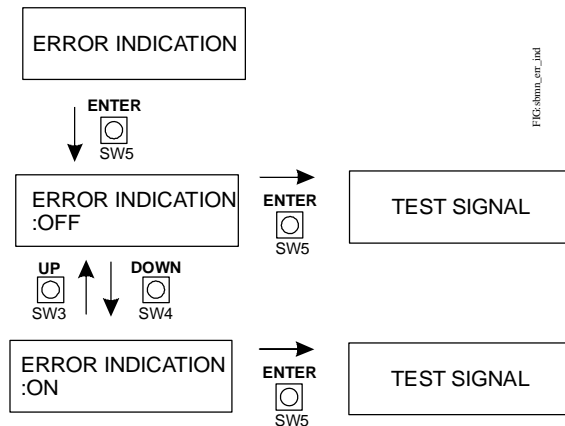 ERROR INDICATION
ENTER
SW5
FIG:sbmn_err_ind
ERROR INDICATION
:OFF
ENTER
SW5
TEST SIGNAL
UP
SW3
DOWN
SW4
ERROR INDICATION
:ON
ENTER
SW5
TEST SIGNAL